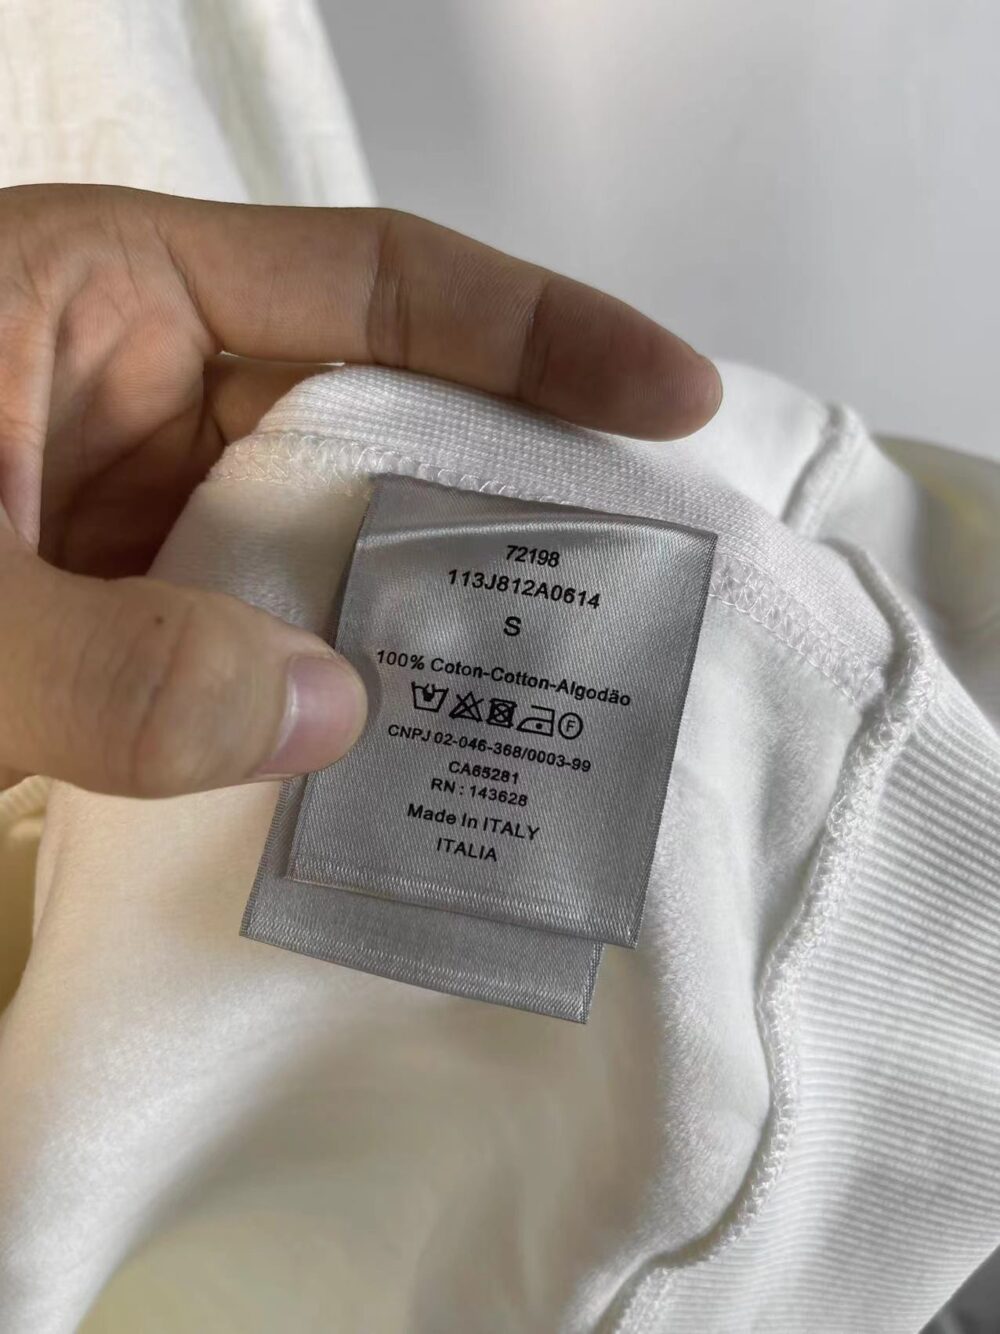 72198
113J812A0614
S
100% Coton-Cotton-Algodão
F
CNPJ 02-046-368/0003-99
CA65281
RN : 143628
Made In ITALY
ITALIA